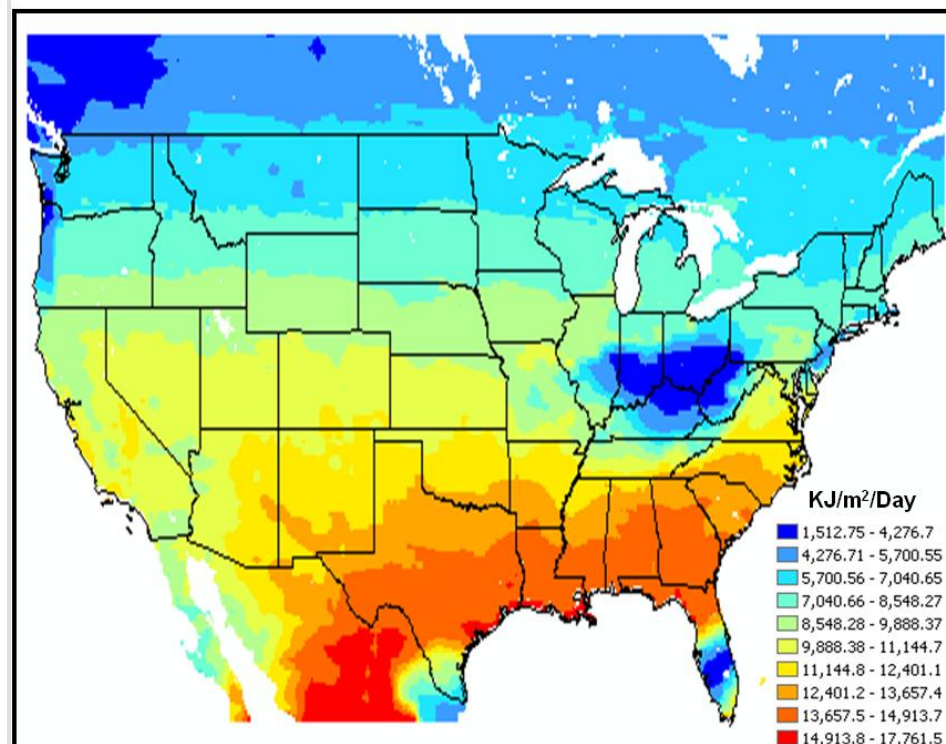 KJ/m²/Day
1,512.75 - 4,276.7
4,276.71 - 5,700.55
5,700.56 - 7,040.65
7,040.66 - 8,548.27
8,548.28 - 9,888.37
9,888.38 - 11,144.7
11,144.8 - 12,401.1
12,401.2 - 13,657.4
13,657.5 - 14,913.7
14,913.8 - 17,761.5